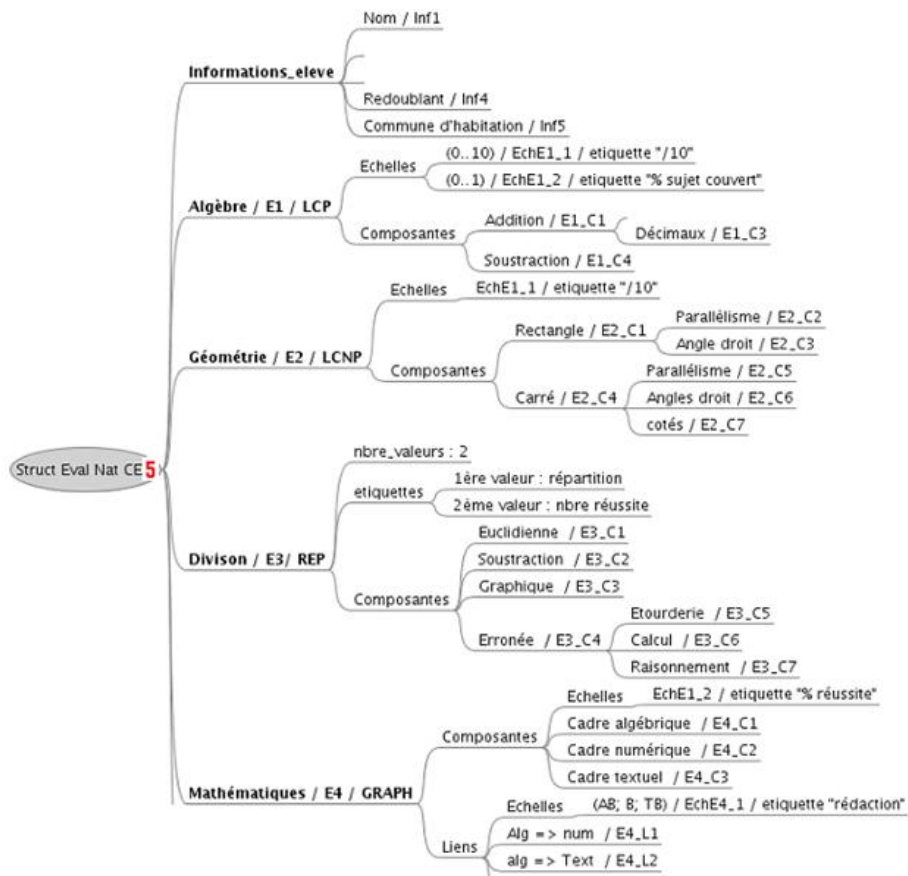 Nom / Inf1
Informations_eleve
Redoublant / Inf4
Commune d'habitation / Inf5
Echelles
(0..10) / EchE1_1 / etiquette "/10"
(0..1) / EchE1_2 / etiquette "% sujet couvert"
Algèbre / E1 / LCP
Composantes
Addition / E1_C1
Décimaux / E1_C3
Soustraction / E1_C4
Echelles
EchE1_1 / etiquette "/10"
Géométrie / E2 / LCNP
Composantes
Rectangle / E2_C1
Parallélisme / E2_C2
Angle droit / E2_C3
Carré / E2_C4
Parallélisme / E2_C5
Angles droit / E2_C6
cotés / E2_C7
Struct Eval Nat CE 5
nbre_valeurs : 2
etiquettes
1ère valeur : répartition
2ème valeur : nbre réussite
Divison / E3/ REP
Composantes
Euclidienne / E3_C1
Soustraction / E3_C2
Graphique / E3_C3
Erronée / E3_C4
Etourderie / E3_C5
Calcul / E3_C6
Raisonnement / E3_C7
Mathématiques / E4 / GRAPH
Composantes
Echelles
EchE1_2 / etiquette "% réussite"
Cadre algébrique / E4_C1
Cadre numérique / E4_C2
Cadre textuel / E4_C3
Liens
Echelles
(AB; B; TB) / EchE4_1 / etiquette "rédaction"
Alg => num / E4_L1
alg => Text / E4_L2